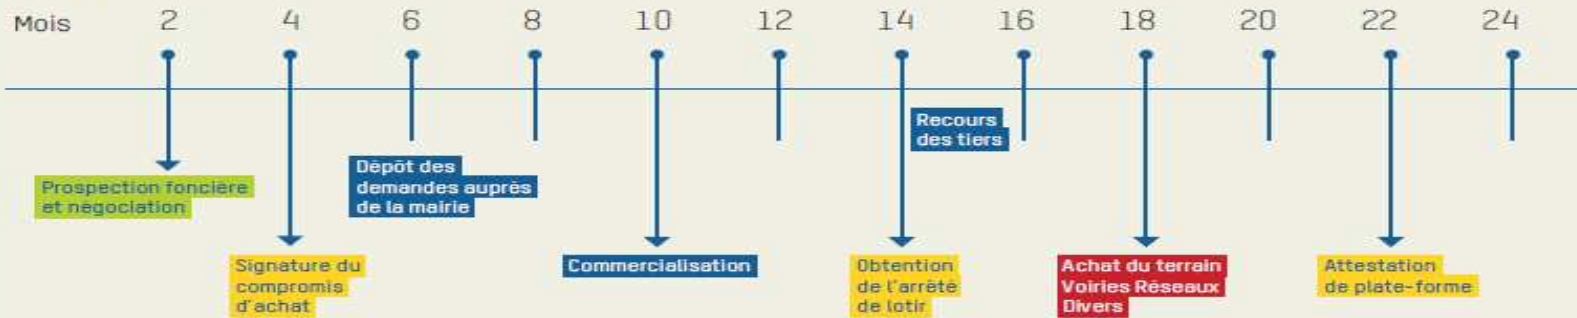 Mois 2 4 6 8 10 12 14 16 18 20 22 24
Prospection foncière
et négociation
Signature du
compromis
d'achat
Dépôt des
demandes auprès
de la mairie
Commercialisation
Obtention
de l'arrêté
de lotir
Recours
des tiers
Achat du terrain
Voiries Réseaux
Divers
Attestation
de plate-forme